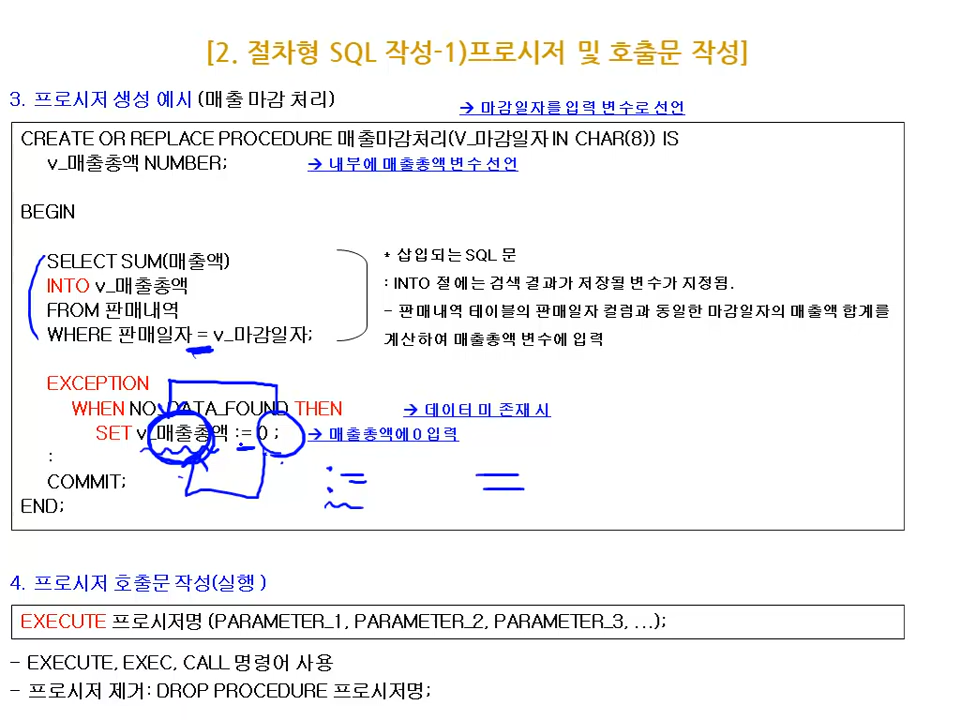 [2. 절차형 SQL 작성-1)프로시저 및 호출문 작성]
3. 프로시저 생성 예시 (매출 마감 처리)
→ 마감일자를 입력 변수로 선언
CREATE OR REPLACE PROCEDURE 매출마감처리(V_마감일자 IN CHAR(8)) IS
v_매출총액 NUMBER;
→ 내부에 매출총액 변수 선언
BEGIN
SELECT SUM(매출액)
INTO v_매출총액
FROM 판매내역
WHERE 판매일자 = v_마감일자;
* 삽입되는 SQL 문
: INTO 절에는 검색 결과가 저장될 변수가 지정됨.
- 판매내역 테이블의 판매일자 컬럼과 동일한 마감일자의 매출액 합계를
계산하여 매출총액 변수에 입력
EXCEPTION
WHEN NO_DATA_FOUND THEN
→ 데이터 미 존재 시
SET v_매출총액 := 0 ;
→ 매출총액에 0 입력
:
:= =
COMMIT;
END;
4. 프로시저 호출문 작성(실행 )
EXECUTE 프로시저명 (PARAMETER_1, PARAMETER_2, PARAMETER_3, ...);
- EXECUTE, EXEC, CALL 명령어 사용
- 프로시저 제거: DROP PROCEDURE 프로시저명;